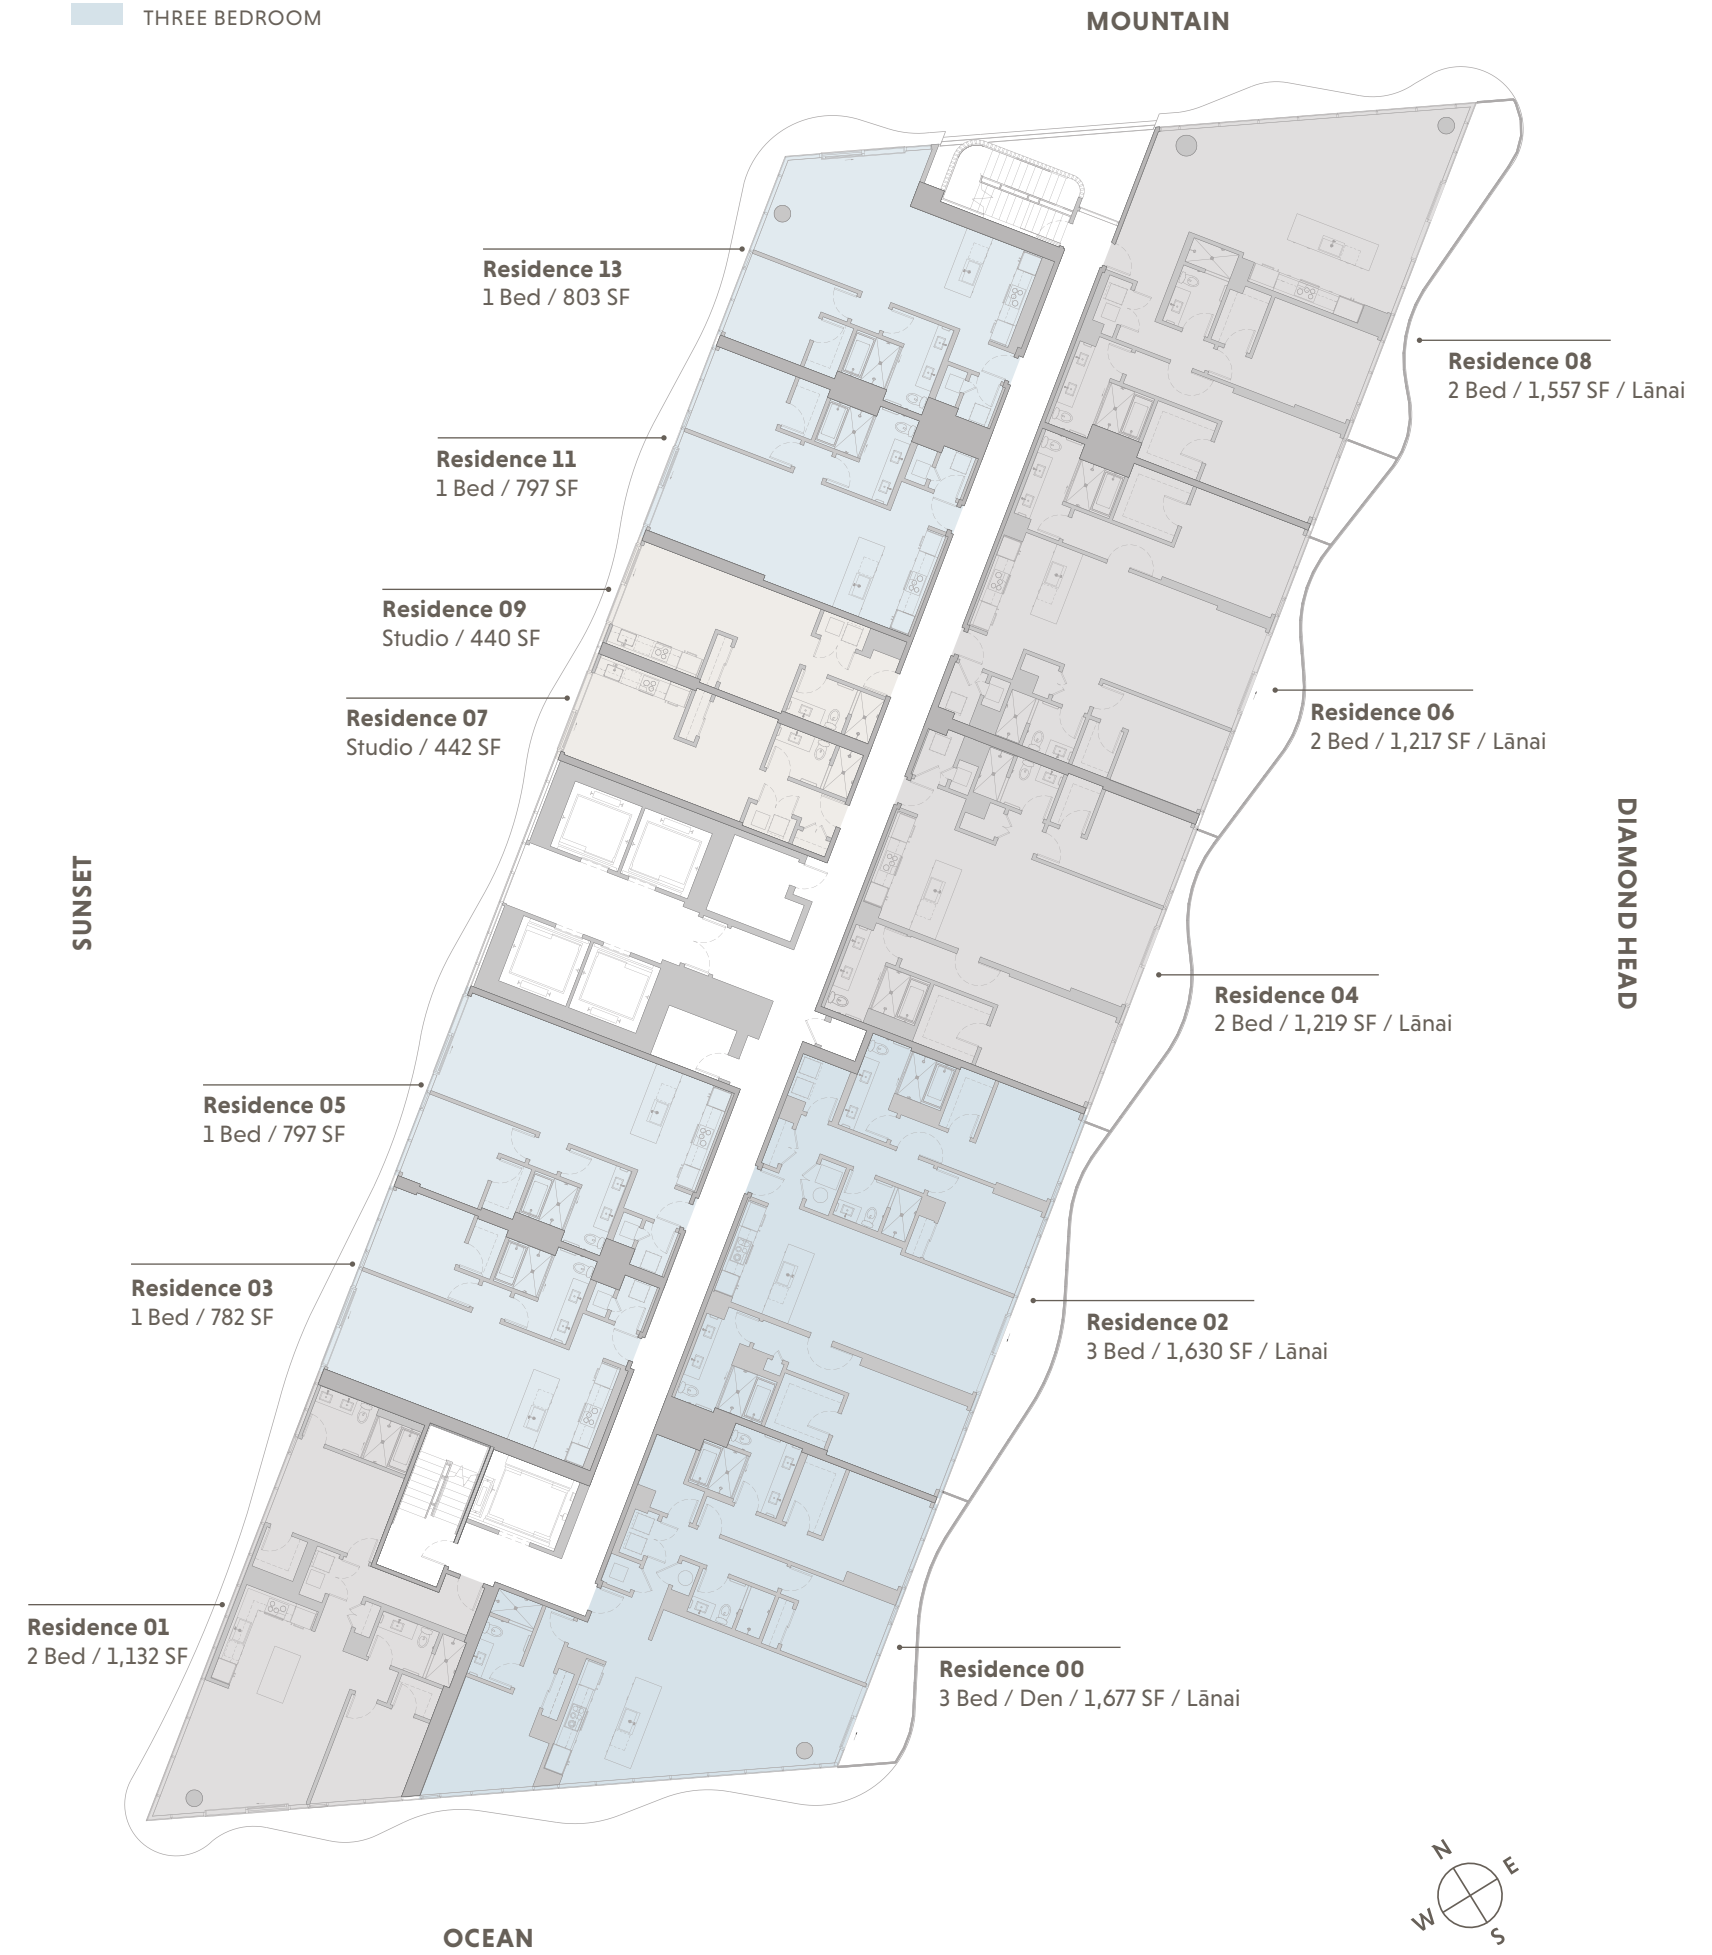 THREE BEDROOM
MOUNTAIN
Residence 13
1 Bed / 803 SF
Residence 08
2 Bed / 1,557 SF / Lānai
Residence 11
1 Bed / 797 SF
Residence 09
Studio / 440 SF
Residence 07
Studio / 442 SF
Residence 06
2 Bed / 1,217 SF / Lānai
SUNSET
DIAMOND HEAD
Residence 04
2 Bed / 1,219 SF / Lānai
Residence 05
1 Bed / 797 SF
Residence 03
1 Bed / 782 SF
Residence 02
3 Bed / 1,630 SF / Lānai
Residence 01
2 Bed / 1,132 SF
Residence 00
3 Bed / Den / 1,677 SF / Lānai
N
E
W
S
OCEAN